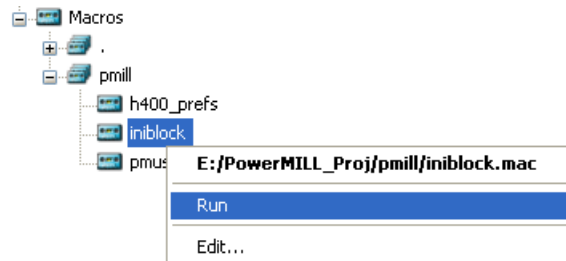 Macros
.
pmill
h400_prefs
iniblock
E:/PowerMILL_Proj/pmill/iniblock.mac
Run
Edit...